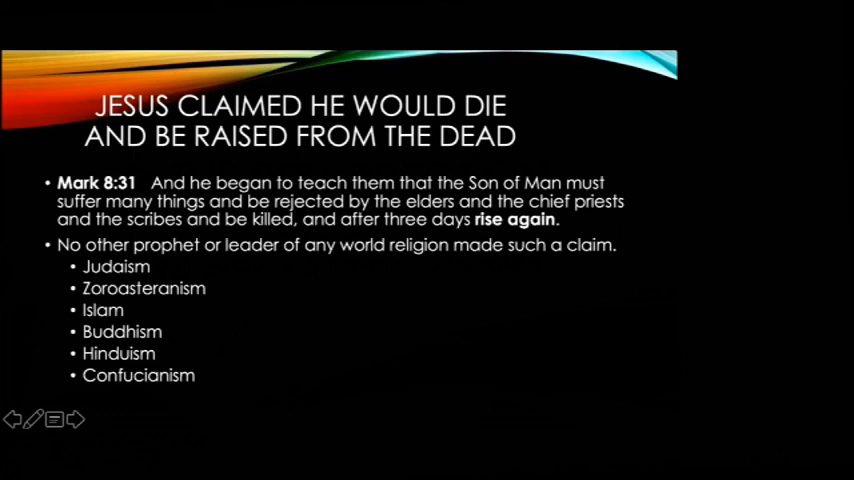 JESUS CLAIMED HE WOULD DIE
AND BE RAISED FROM THE DEAD
• Mark 8:31 And he began to teach them that the Son of Man must
suffer many things and be rejected by the elders and the chief priests
and the scribes and be killed, and after three days rise again.
• No other prophet or leader of any world religion made such a claim.
• Judaism
• Zoroasteranism
• Islam
• Buddhism
• Hinduism
• Confucianism